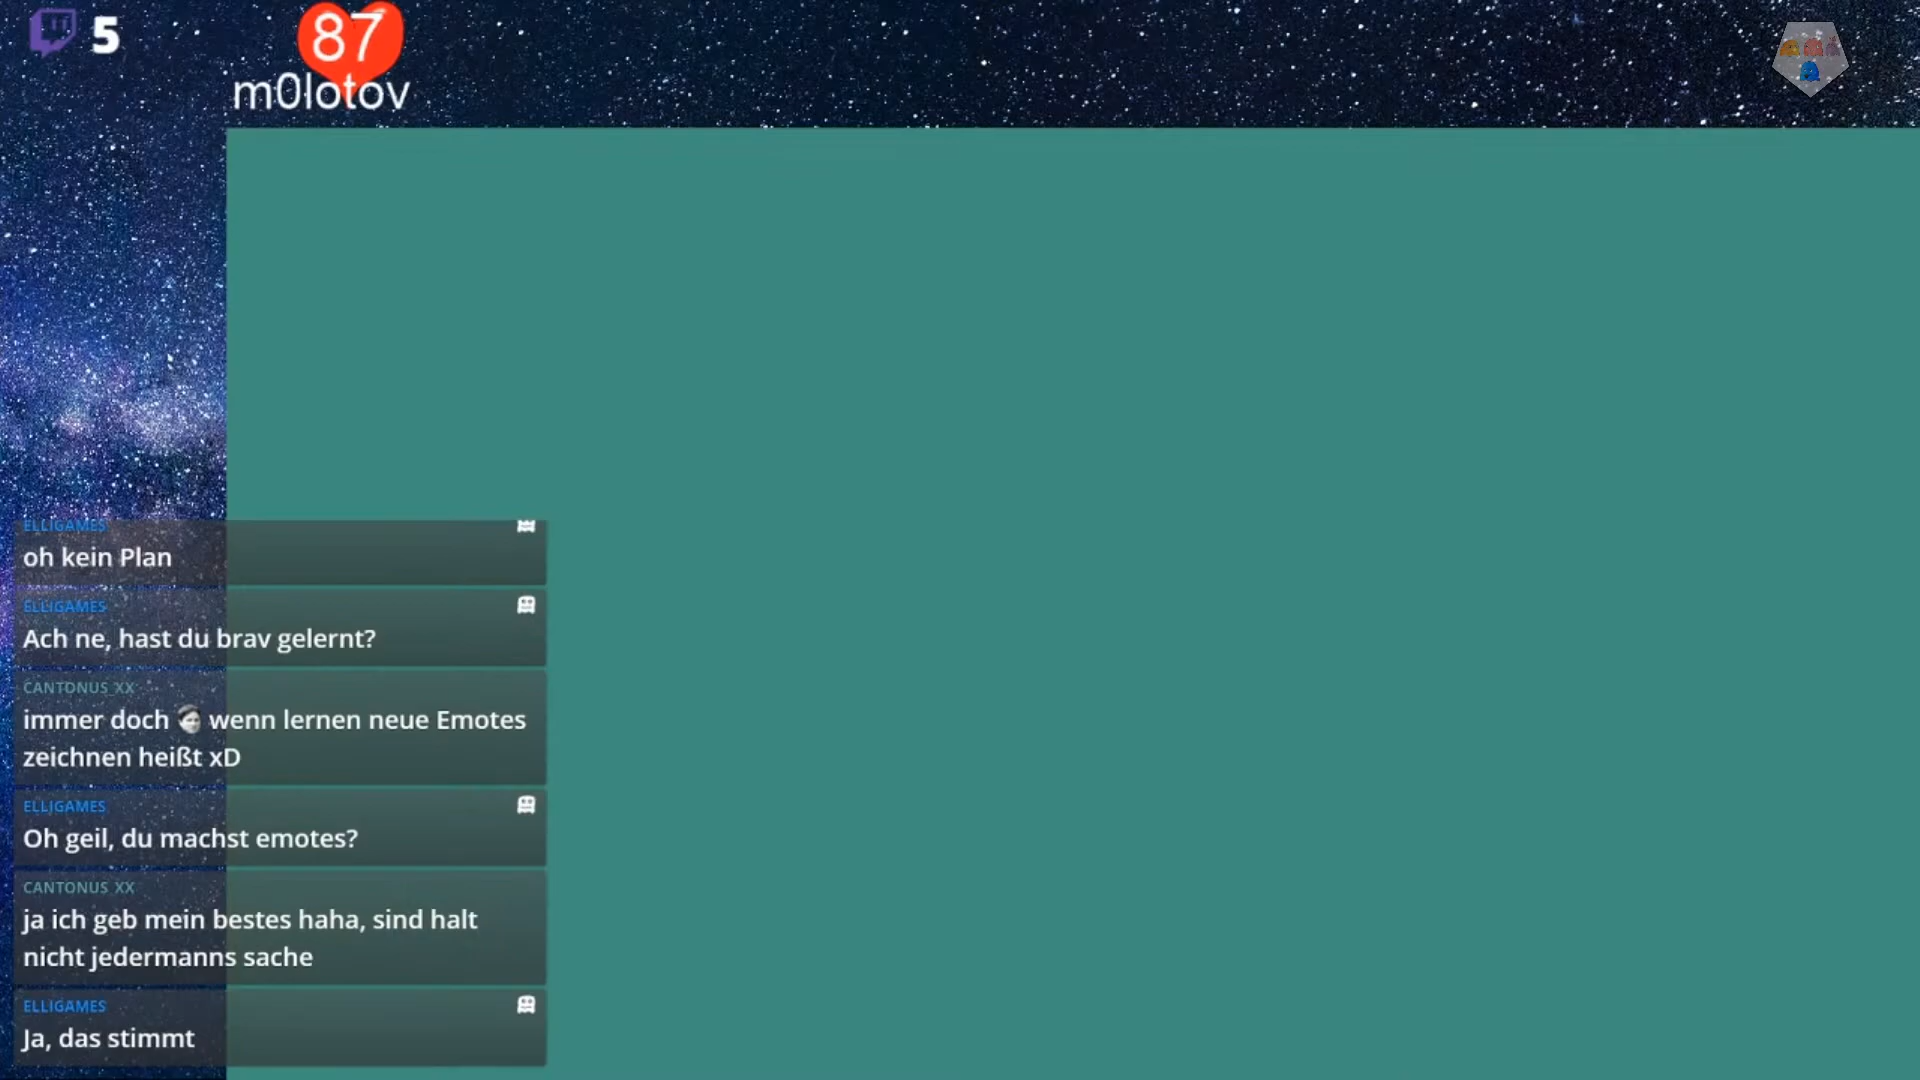 5
87
m0lotov
ELLIGAMES
oh kein Plan
ELLIGAMES
Ach ne, hast du brav gelernt?
CANTONUS XX
immer doch wenn lernen neue Emotes
zeichnen heißt xD
ELLIGAMES
Oh geil, du machst emotes?
CANTONUS XX
ja ich geb mein bestes haha, sind halt
nicht jedermanns sache
ELLIGAMES
Ja, das stimmt